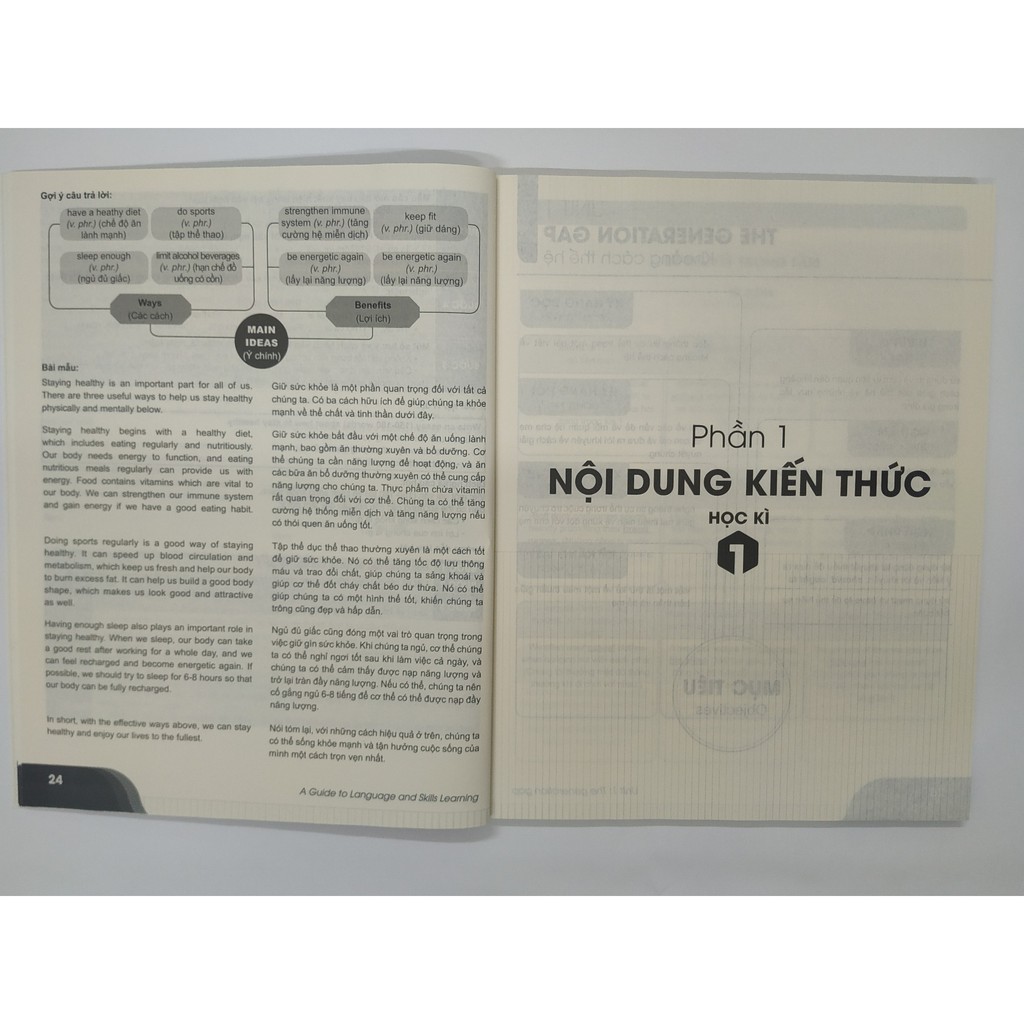 Gợi ý câu trả lời:
have a heathy diet
(v. phr.) (chế độ ăn
lành mạnh)
do sports
(v. phr.)
(tập thể thao)
strengthen immune
system (v. phr.) (tăng
cường hệ miễn dịch)
keep fit
(v. phr.) (giữ dáng)
sleep enough
(v. phr.)
(ngủ đủ giấc)
limit alcohol beverages
(v. phr.) (hạn chế đồ
uống có cồn)
be energetic again
(v. phr.)
(lấy lại năng lượng)
be energetic again
(v. phr.)
(lấy lại năng lượng)
Ways
(Các cách)
Benefits
(Lợi ích)
MAIN
IDEAS
(Ý chính)
Bài mẫu:
Staying healthy is an important part for all of us.
There are three useful ways to help us stay healthy
physically and mentally below.
Staying healthy begins with a healthy diet,
which includes eating regularly and nutritiously.
Our body needs energy to function, and eating
nutritious meals regularly can provide us with
energy. Food contains vitamins which are vital to
our body. We can strengthen our immune system
and gain energy if we have a good eating habit.
Doing sports regularly is a good way of staying
healthy. It can speed up blood circulation and
metabolism, which keep us fresh and help our body
to burn excess fat. It can help us build a good body
shape, which makes us look good and attractive
as well.
Having enough sleep also plays an important role in
staying healthy. When we sleep, our body can take
a good rest after working for a whole day, and we
can feel recharged and become energetic again. If
possible, we should try to sleep for 6-8 hours so that
our body can be fully recharged.
In short, with the effective ways above, we can stay
healthy and enjoy our lives to the fullest.
Giữ sức khỏe là một phần quan trọng đối với tất cả
chúng ta. Có ba cách hữu ích để giúp chúng ta khỏe
mạnh về thể chất và tinh thần dưới đây.
Giữ sức khỏe bắt đầu với một chế độ ăn uống lành
mạnh, bao gồm ăn thường xuyên và bổ dưỡng. Cơ
thể chúng ta cần năng lượng để hoạt động, và ăn
các bữa ăn bổ dưỡng thường xuyên có thể cung cấp
năng lượng cho chúng ta. Thực phẩm chứa vitamin
rất quan trọng đối với cơ thể. Chúng ta có thể tăng
cường hệ thống miễn dịch và tăng năng lượng nếu
có thói quen ăn uống tốt.
Tập thể dục thể thao thường xuyên là một cách tốt
để giữ sức khỏe. Nó có thể tăng tốc độ lưu thông
máu và trao đổi chất, giúp chúng ta sảng khoái và
giúp cơ thể đốt cháy chất béo dư thừa. Nó có thể
giúp chúng ta có một hình thể tốt, khiến chúng ta
trông cũng đẹp và hấp dẫn.
Ngủ đủ giấc cũng đóng một vai trò quan trọng trong
việc giữ gìn sức khỏe. Khi chúng ta ngủ, cơ thể chúng
ta có thể nghỉ ngơi tốt sau khi làm việc cả ngày, và
chúng ta có thể cảm thấy được nạp năng lượng và
trở lại tràn đầy năng lượng. Nếu có thể, chúng ta nên
cố gắng ngủ 6-8 tiếng để cơ thể có thể được nạp đầy
năng lượng.
Nói tóm lại, với những cách hiệu quả ở trên, chúng ta
có thể sống khỏe mạnh và tận hưởng cuộc sống của
mình một cách trọn vẹn nhất.
24
A Guide to Language and Skills Learning
Phần 1
NỘI DUNG KIẾN THỨC
HỌC KÌ
1
THE GENERATION GAP
MỤC TIÊU
Objectives